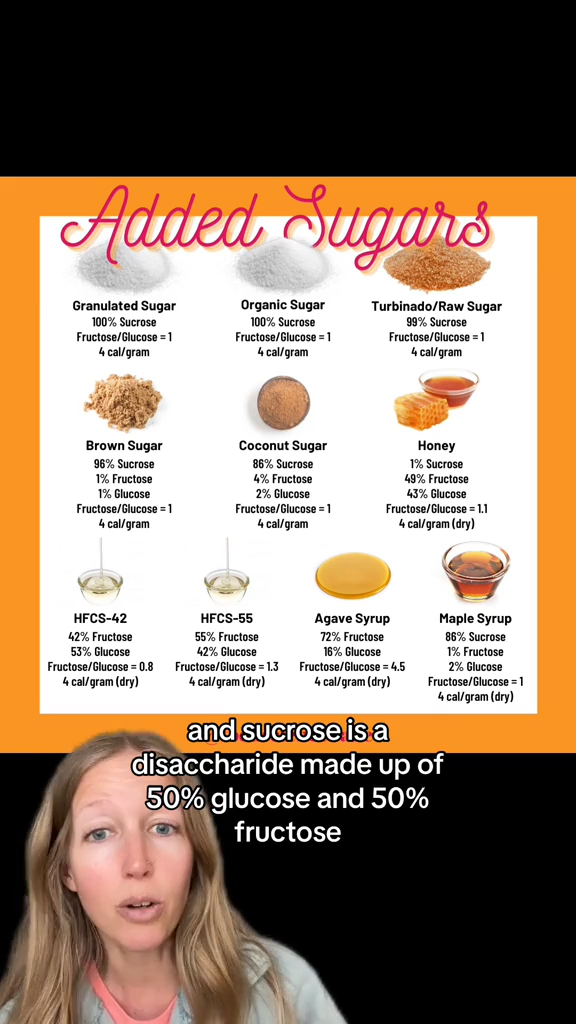 Added Sugars
Granulated Sugar
100% Sucrose
Fructose/Glucose = 1
4 cal/gram
Organic Sugar
100% Sucrose
Fructose/Glucose = 1
4 cal/gram
Turbinado/Raw Sugar
99% Sucrose
Fructose/Glucose = 1
4 cal/gram
Brown Sugar
96% Sucrose
1% Fructose
1% Glucose
Fructose/Glucose = 1
4 cal/gram
Coconut Sugar
86% Sucrose
4% Fructose
2% Glucose
Fructose/Glucose = 1
4 cal/gram
Honey
1% Sucrose
49% Fructose
43% Glucose
Fructose/Glucose = 1.1
4 cal/gram (dry)
HFCS-42
42% Fructose
53% Glucose
Fructose/Glucose = 0.8
4 cal/gram (dry)
HFCS-55
55% Fructose
42% Glucose
Fructose/Glucose = 1.3
4 cal/gram (dry)
Agave Syrup
72% Fructose
16% Glucose
Fructose/Glucose = 4.5
4 cal/gram (dry)
Maple Syrup
86% Sucrose
1% Fructose
2% Glucose
Fructose/Glucose = 1
4 cal/gram (dry)
and sucrose is a
disaccharide made up of
50% glucose and 50%
fructose